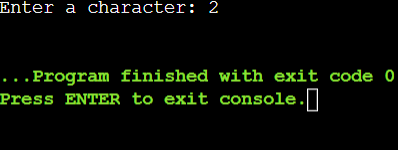 Enter a character: 2
...Program finished with exit code 0
Press ENTER to exit console.